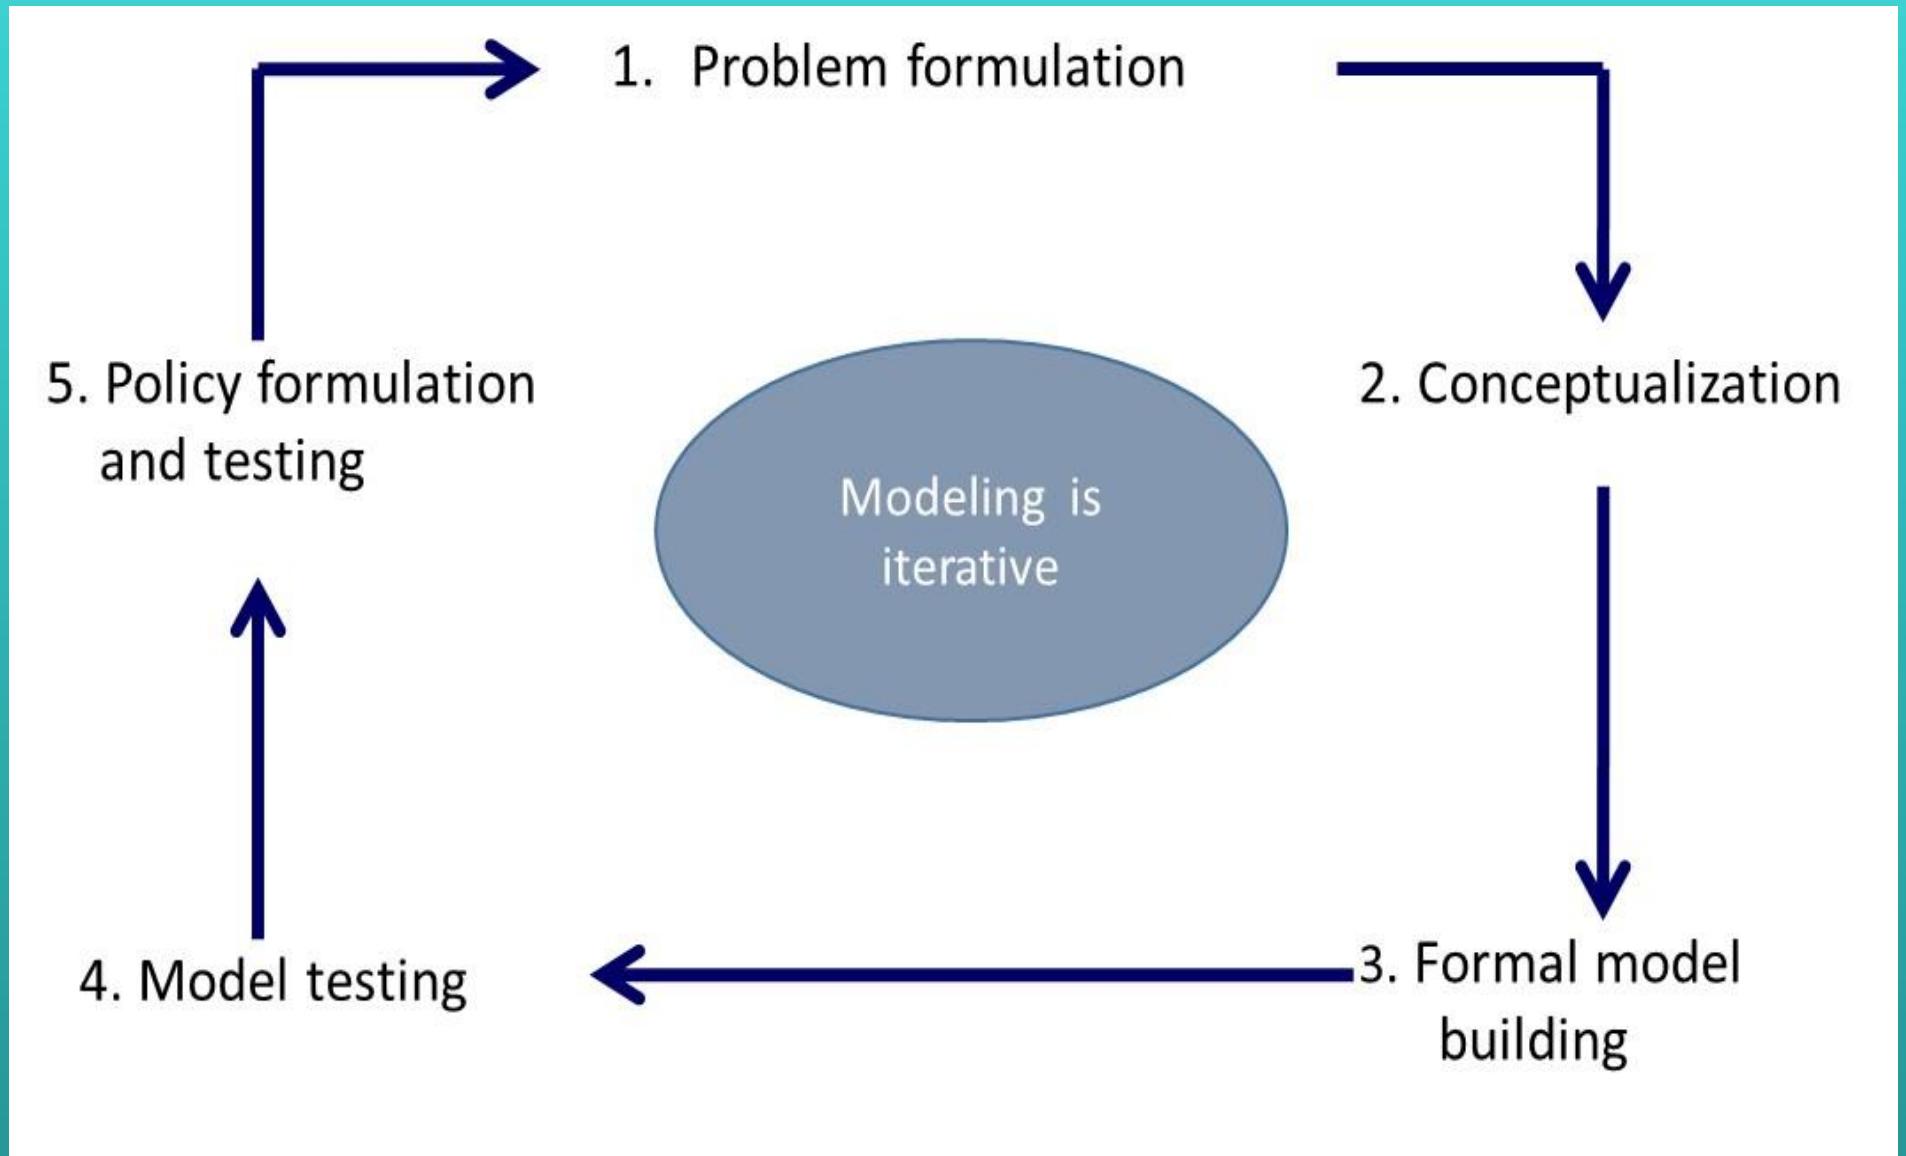 1. Problem formulation
2. Conceptualization
3. Formal model
building
4. Model testing
5. Policy formulation
and testing
Modeling is
iterative